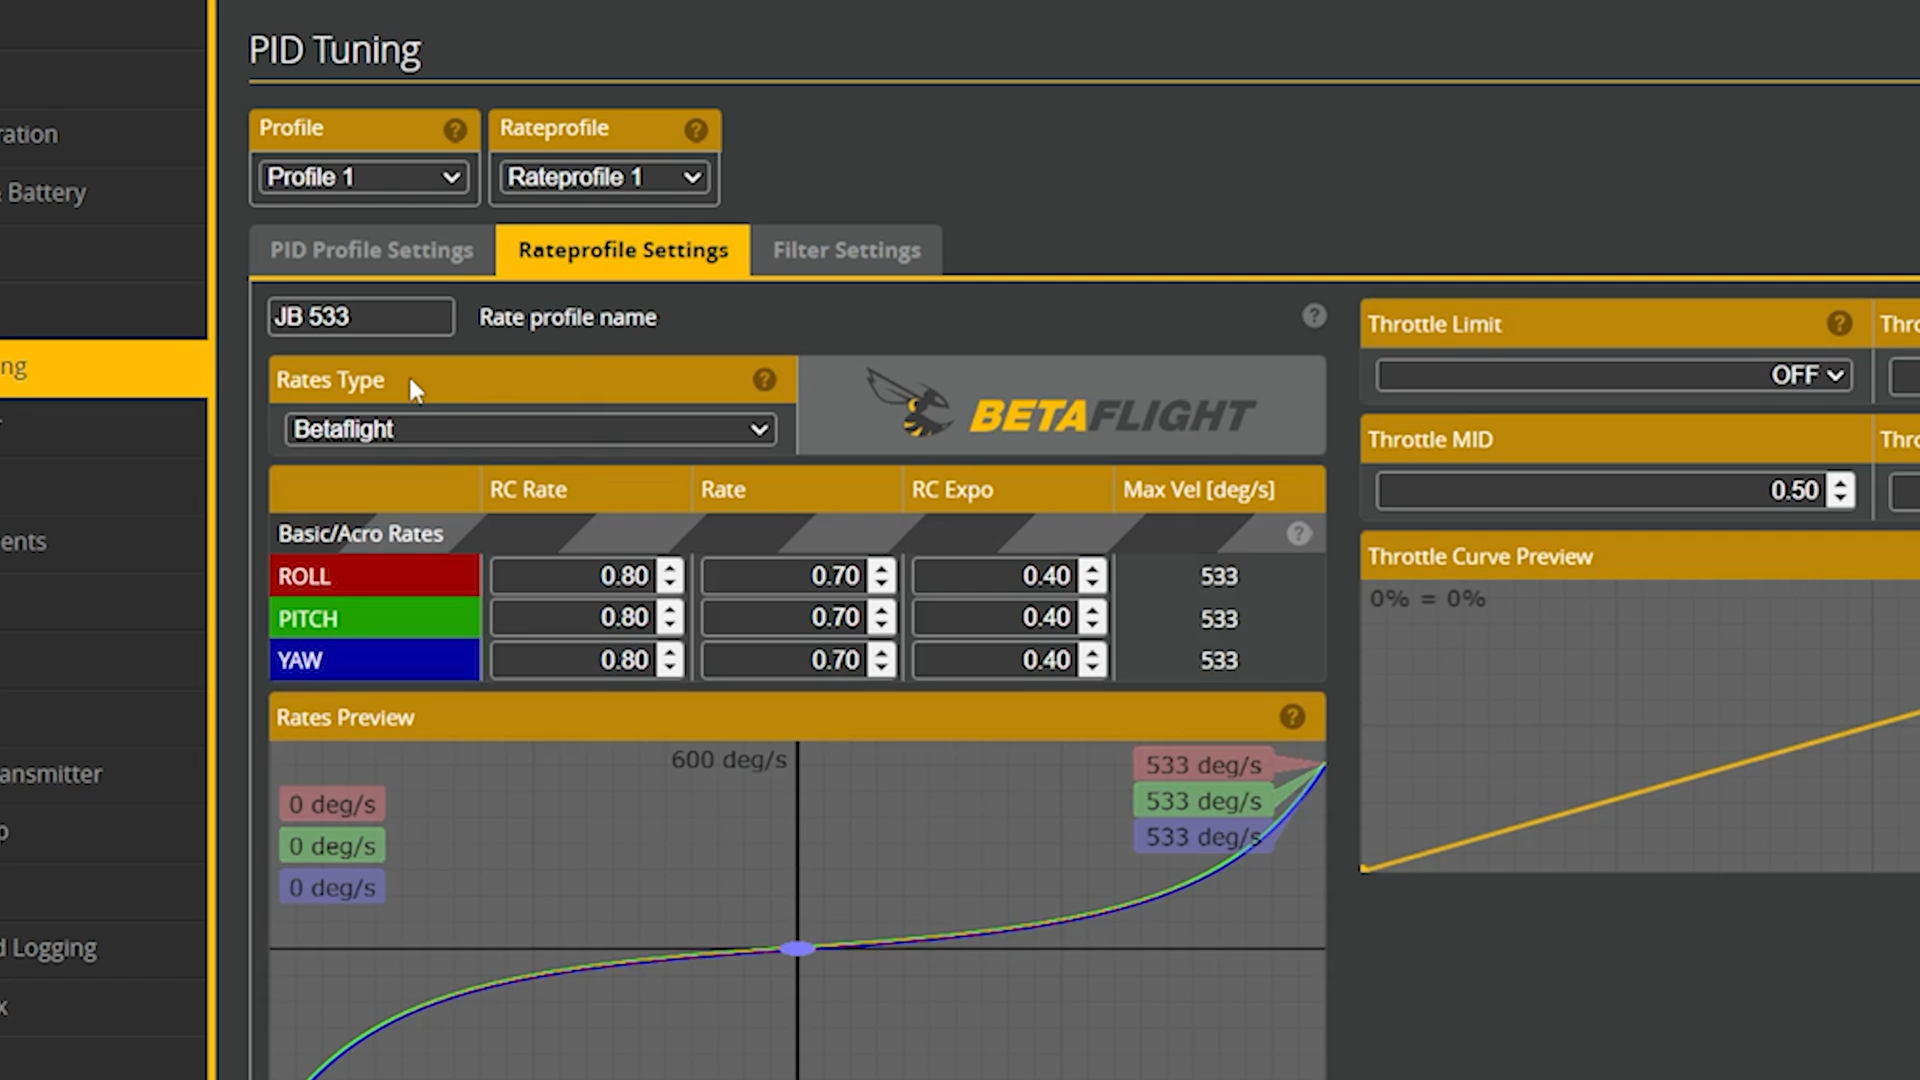 PID Tuning
Profile
Rateprofile
Profile 1
Rateprofile 1
PID Profile Settings
Rateprofile Settings
Filter Settings
JB 533
Rate profile name
Rates Type
Betaflight
BETAFLIGHT
RC Rate
Rate
RC Expo
Max Vel [deg/s]
Basic/Acro Rates
ROLL 0.80 0.70 0.40 533
PITCH 0.80 0.70 0.40 533
YAW 0.80 0.70 0.40 533
Rates Preview
600 deg/s
0 deg/s
0 deg/s
0 deg/s
533 deg/s
533 deg/s
533 deg/s
Throttle Limit
Thro
OFF
Throttle MID
Thro
0.50
Throttle Curve Preview
0% = 0%
ration
& Battery
ng
ents
ansmitter
p
d Logging
x